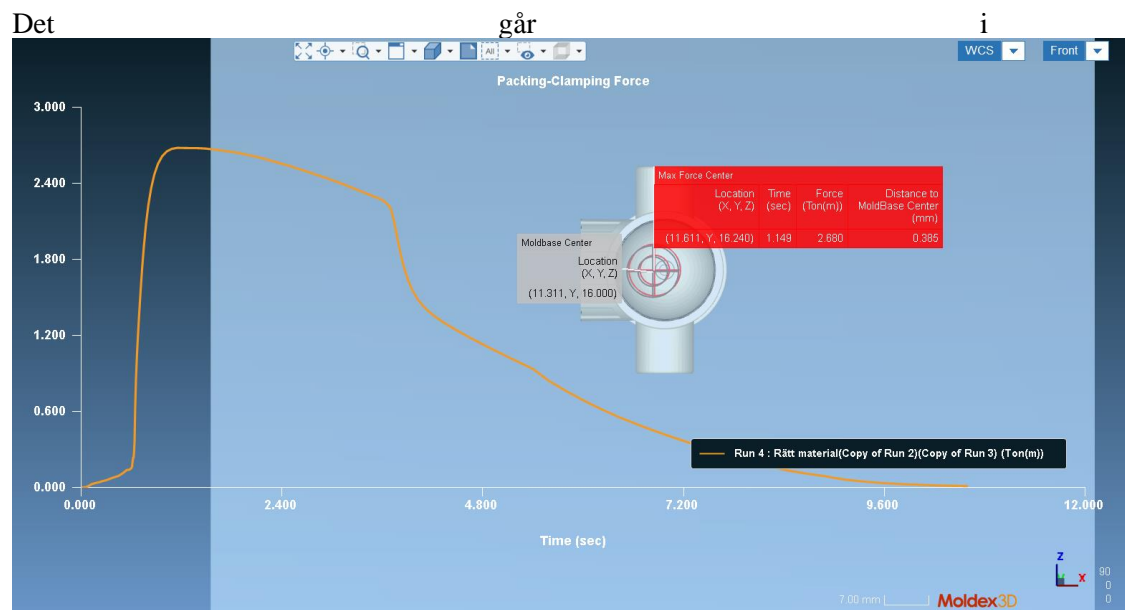 Det går i
WCS
Front
All
Packing-Clamping Force
3.000
2.400
1.800
1.200
0.600
0.000
Max Force Center
Location (X, Y, Z) Time (sec) Force (Ton(m)) Distance to MoldBase Center (mm)
(11.611, Y, 16.240) 1.149 2.680 0.385
Moldbase Center
Location
(X, Y, Z)
(11.311, Y, 16.000)
Run 4 : Rätt material(Copy of Run 2)(Copy of Run 3) (Ton(m))
0.000 2.400 4.800 7.200 9.600 12.000
Time (sec)
Z
X
90
0
0
7.00 mm
Moldex3D